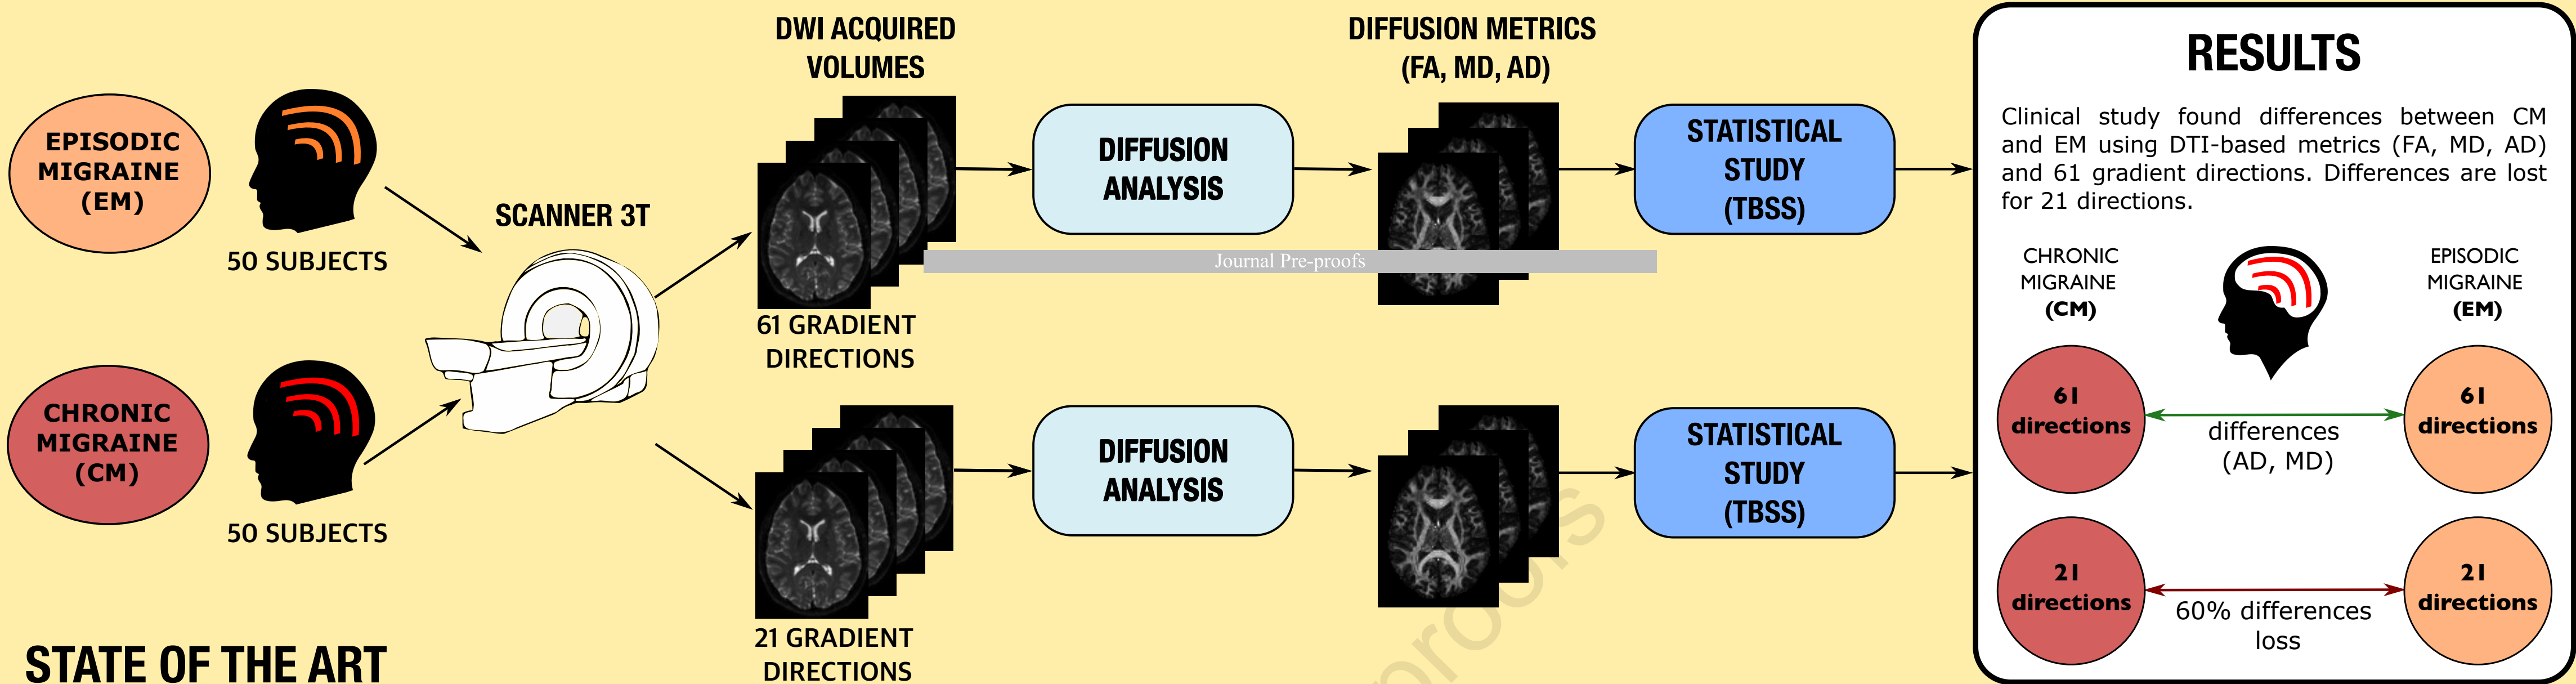 DWI ACQUIRED
VOLUMES
DIFFUSION METRICS
(FA, MD, AD)
EPISODIC
MIGRAINE
(EM)
50 SUBJECTS
CHRONIC
MIGRAINE
(CM)
50 SUBJECTS
SCANNER 3T
61 GRADIENT
DIRECTIONS
DIFFUSION
ANALYSIS
STATISTICAL
STUDY
(TBSS)
Journal Pre-proofs
21 GRADIENT
DIRECTIONS
DIFFUSION
ANALYSIS
STATISTICAL
STUDY
(TBSS)
proofs
STATE OF THE ART
RESULTS
Clinical study found differences between CM
and EM using DTI-based metrics (FA, MD, AD)
and 61 gradient directions. Differences are lost
for 21 directions.
CHRONIC
MIGRAINE
(CM)
EPISODIC
MIGRAINE
(EM)
61
directions
differences
(AD, MD)
61
directions
21
directions
60% differences
loss
21
directions